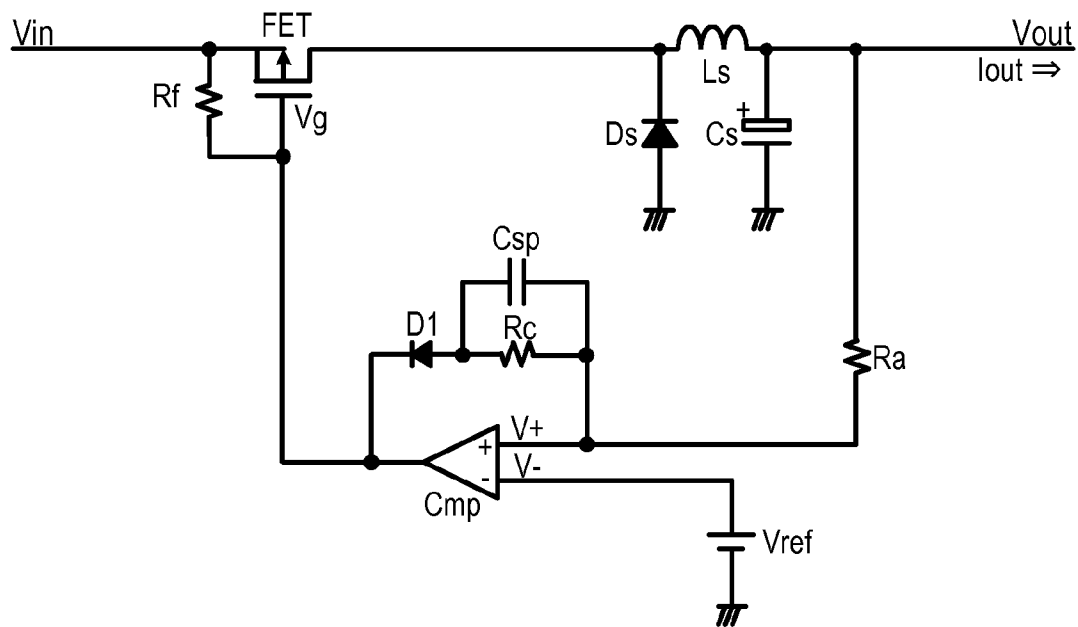 Vin
FET
Vout
Iout ⇒
Ls
Rf
Vg
Ds
+
Cs
Csp
D1
Rc
Ra
V+
+
V-
-
Cmp
Vref